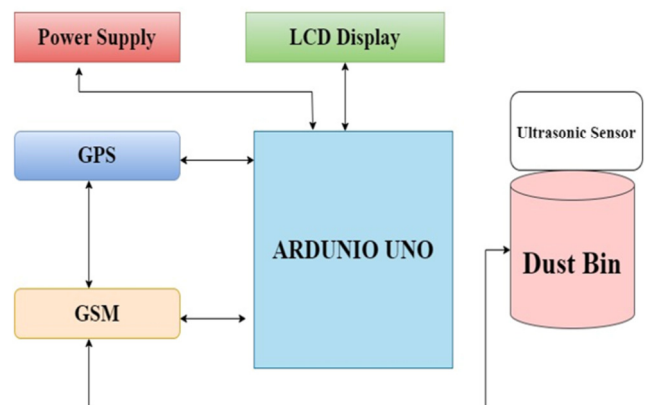 Power Supply
LCD Display
Ultrasonic Sensor
GPS
ARDUNIO UNO
Dust Bin
GSM